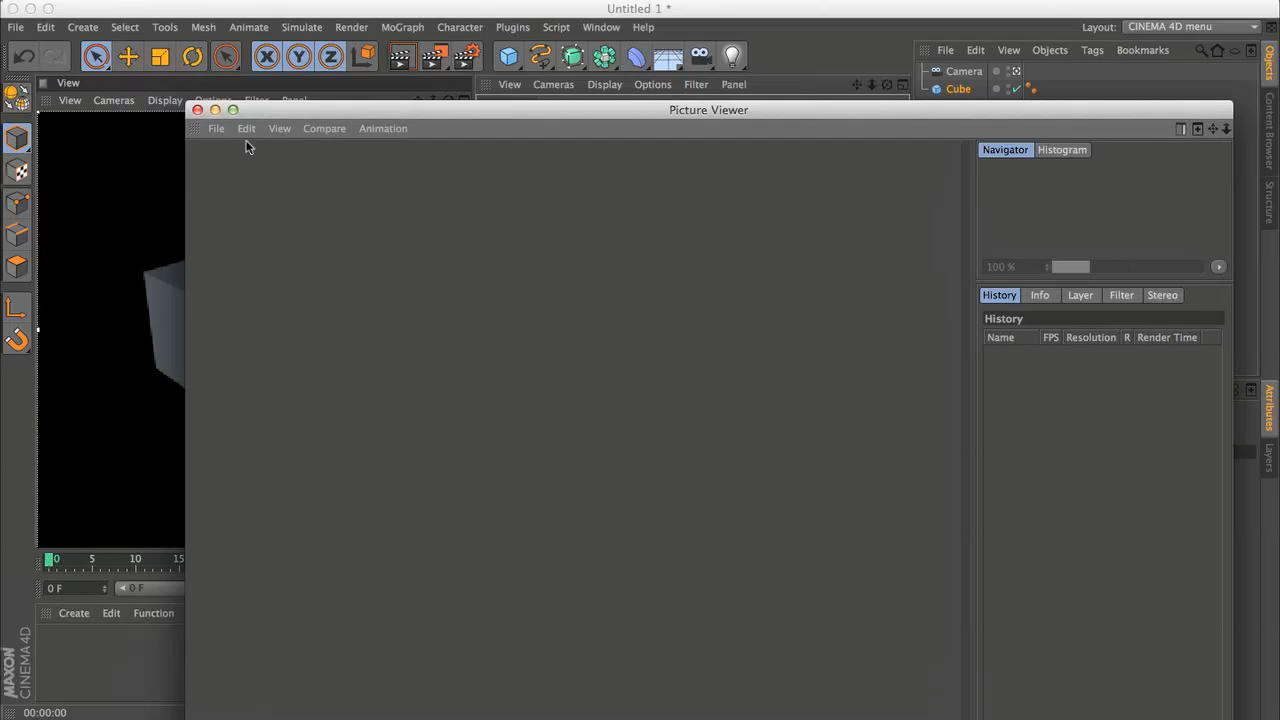 Untitled 1 *
File Edit Create Select Tools Mesh Animate Simulate Render MoGraph Character Plugins Script Window Help Layout: CINEMA 4D menu
X Y Z
File Edit View Objects Tags Bookmarks
Camera
Cube
View
View Cameras Display Options Filter Panel
View Cameras Display Options Filter Panel
Picture Viewer
File Edit View Compare Animation
Navigator Histogram
100 %
History Info Layer Filter Stereo
History
Name FPS Resolution R Render Time
Objects
Content Browser
Structure
Attributes
Layers
0 5 10 15
0 F 0 F
Create Edit Function
MAXON
CINEMA 4D
00:00:00